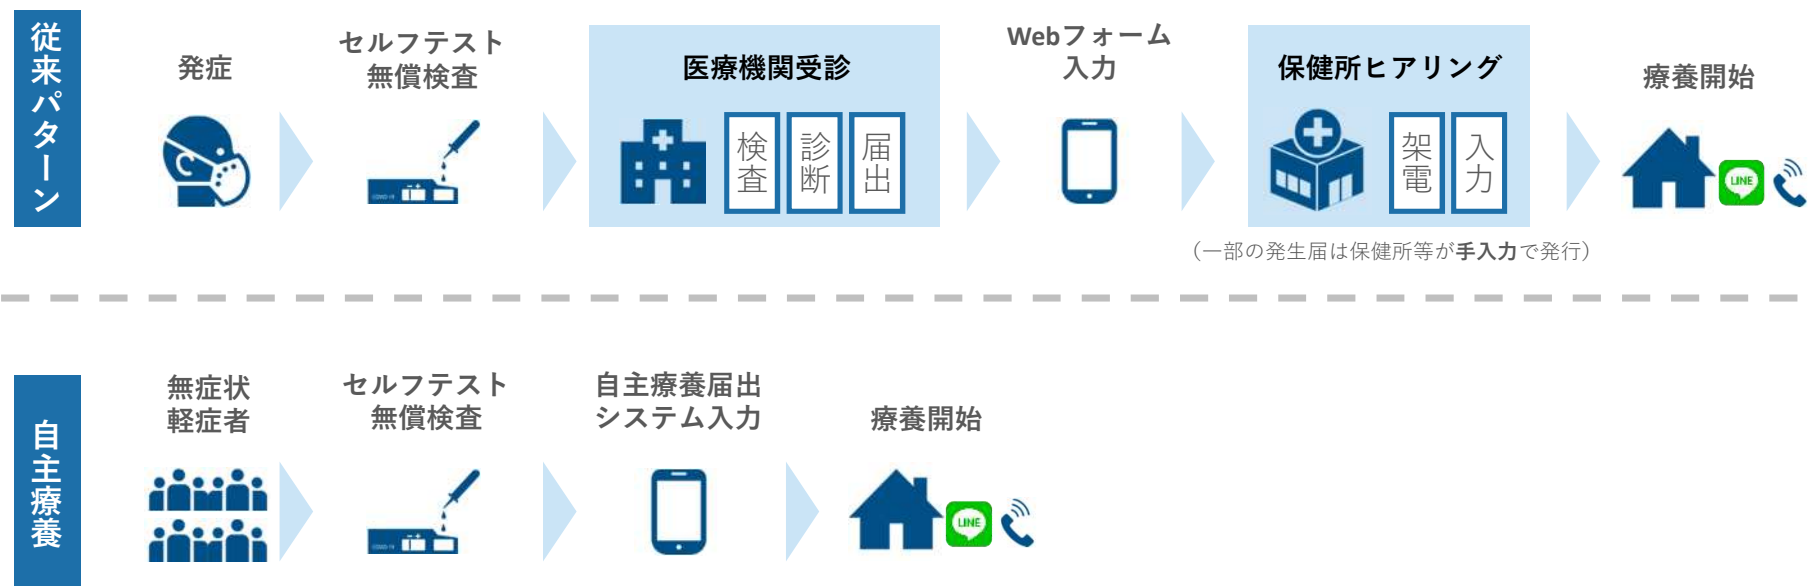 従来パターン
発症
セルフテスト
無償検査
医療機関受診
検査
診断
届出
Webフォーム
入力
保健所ヒアリング
架電
入力
療養開始
LINE
（一部の発生届は保健所等が手入力で発行）
自主療養
無症状
軽症者
セルフテスト
無償検査
自主療養届出
システム入力
療養開始
LINE